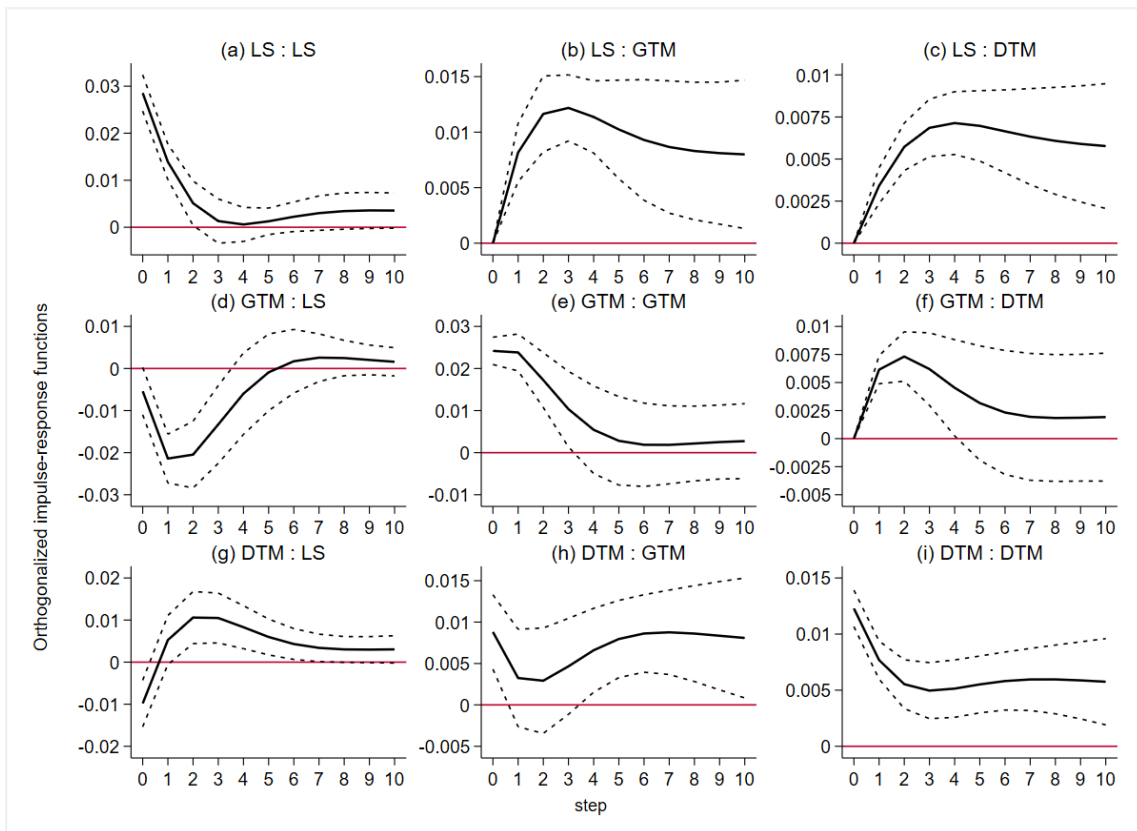 Orthogonalized impulse-response functions
(a) LS : LS
0.03
0.02
0.01
0
0 1 2 3 4 5 6 7 8 9 10
(b) LS : GTM
0.015
0.01
0.005
0
0 1 2 3 4 5 6 7 8 9 10
(c) LS : DTM
0.01
0.0075
0.005
0.0025
0
0 1 2 3 4 5 6 7 8 9 10
(d) GTM : LS
0.01
0
-0.01
-0.02
-0.03
0 1 2 3 4 5 6 7 8 9 10
(e) GTM : GTM
0.03
0.02
0.01
0
-0.01
0 1 2 3 4 5 6 7 8 9 10
(f) GTM : DTM
0.01
0.0075
0.005
0.0025
0
-0.0025
-0.005
0 1 2 3 4 5 6 7 8 9 10
(g) DTM : LS
0.02
0.01
0
-0.01
-0.02
0 1 2 3 4 5 6 7 8 9 10
(h) DTM : GTM
0.015
0.01
0.005
0
-0.005
0 1 2 3 4 5 6 7 8 9 10
(i) DTM : DTM
0.015
0.01
0.005
0
0 1 2 3 4 5 6 7 8 9 10
step